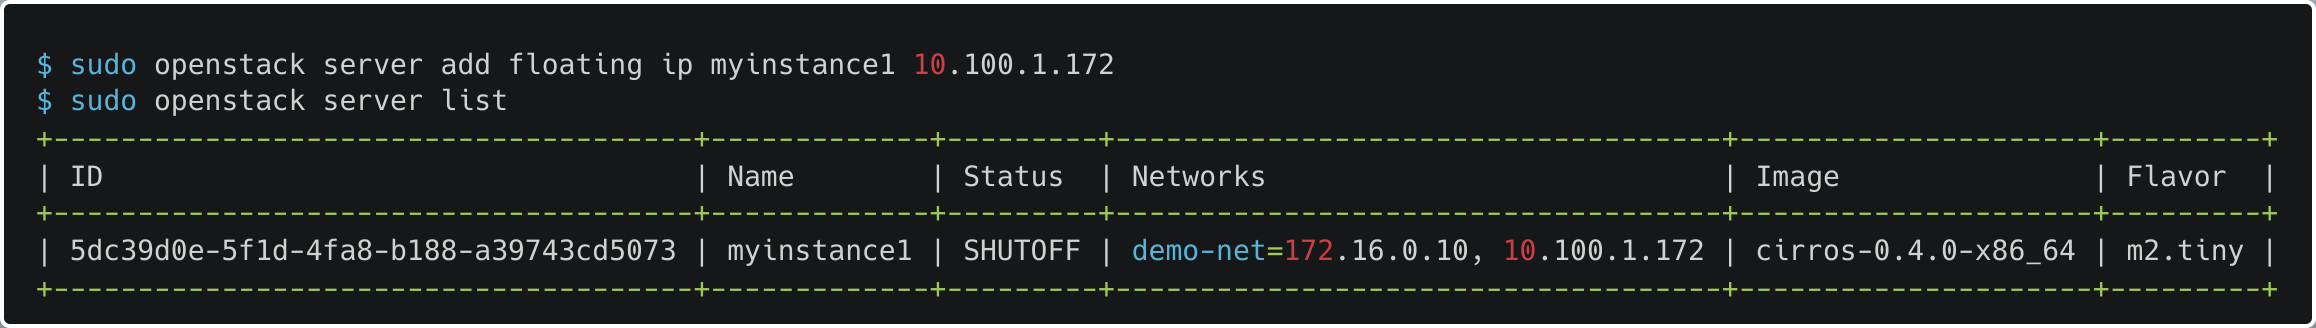 $ sudo openstack server add floating ip myinstance1 10.100.1.172
$ sudo openstack server list
+--------------------------------------+-------------+---------+------------------------------------+---------------------+---------+
| ID                                   | Name        | Status  | Networks                           | Image               | Flavor  |
+--------------------------------------+-------------+---------+------------------------------------+---------------------+---------+
| 5dc39d0e-5f1d-4fa8-b188-a39743cd5073 | myinstance1 | SHUTOFF | demo-net=172.16.0.10, 10.100.1.172 | cirros-0.4.0-x86_64 | m2.tiny |
+--------------------------------------+-------------+---------+------------------------------------+---------------------+---------+